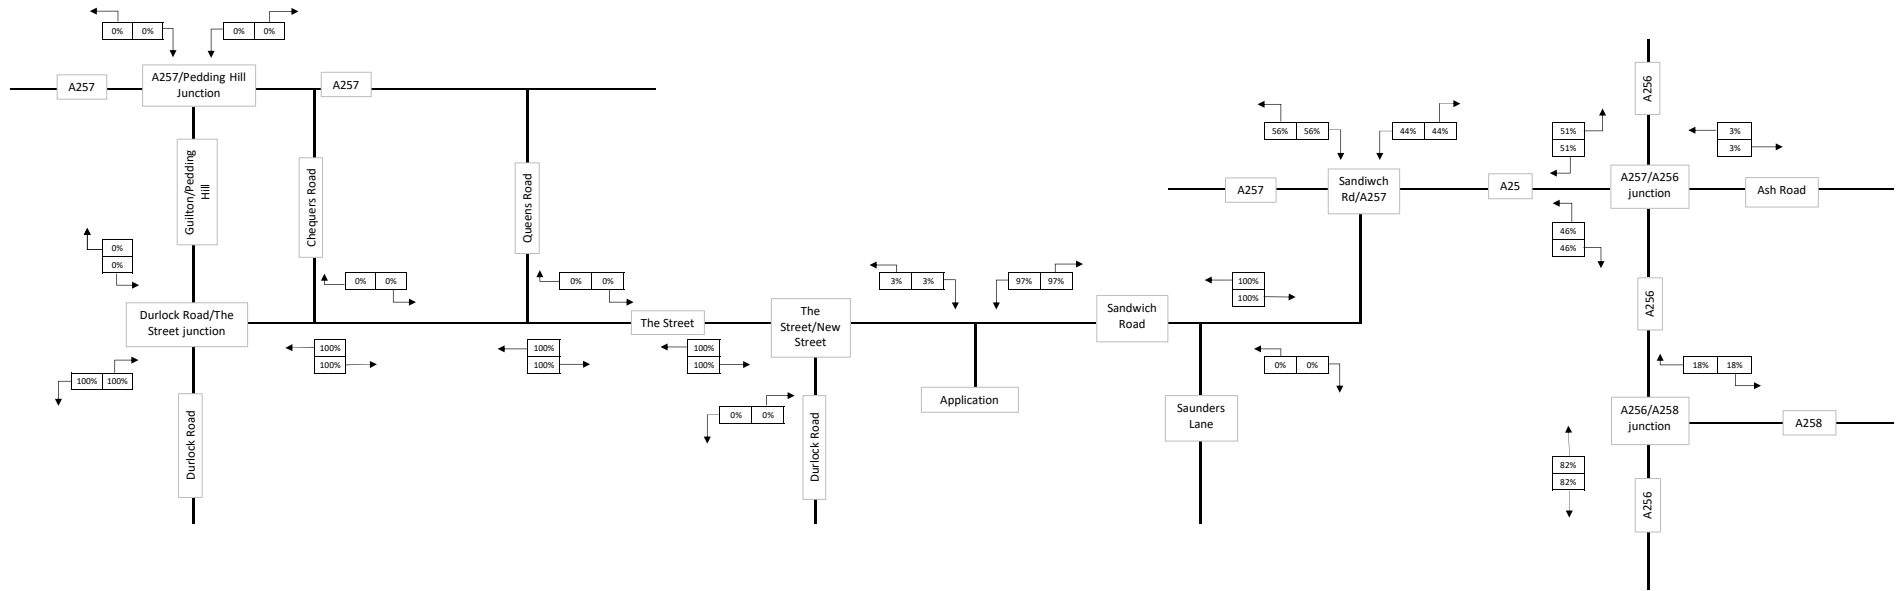 0% 0%
0% 0%
A257/Pedding Hill
Junction
A257
A257
A256
56% 56%
44% 44%
51%
51%
3%
3%
Guilton/Pedding
Hill
Chequers Road
Queens Road
A257
Sandiwch
Rd/A257
A25
A257/A256
junction
Ash Road
0%
0%
46%
46%
0% 0%
0% 0%
3% 3%
97% 97%
100%
100%
A256
Durlock Road/The
Street junction
The Street
The
Street/New
Street
Sandwich
Road
100%
100%
100%
100%
100%
100%
0% 0%
18% 18%
100% 100%
0% 0%
Application
Saunders
Lane
A256/A258
junction
A258
Durlock Road
Durlock Road
82%
82%
A256